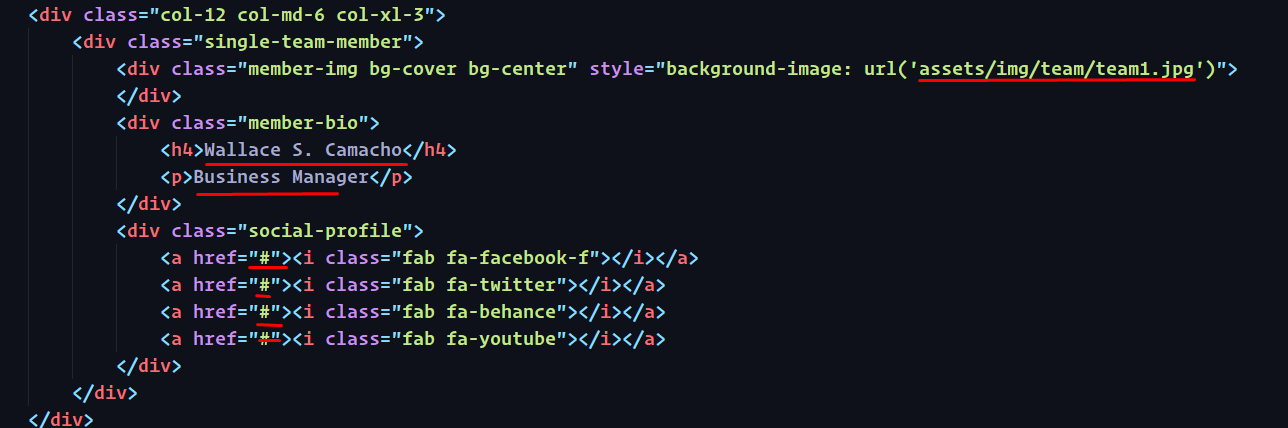 <div class="col-12 col-md-6 col-xl-3">
<div class="single-team-member">
<div class="member-img bg-cover bg-center" style="background-image: url('assets/img/team/team1.jpg')">
</div>
<div class="member-bio">
<h4>Wallace S. Camacho</h4>
<p>Business Manager</p>
</div>
<div class="social-profile">
<a href="#"><i class="fab fa-facebook-f"></i></a>
<a href="#"><i class="fab fa-twitter"></i></a>
<a href="#"><i class="fab fa-behance"></i></a>
<a href="#"><i class="fab fa-youtube"></i></a>
</div>
</div>
</div>